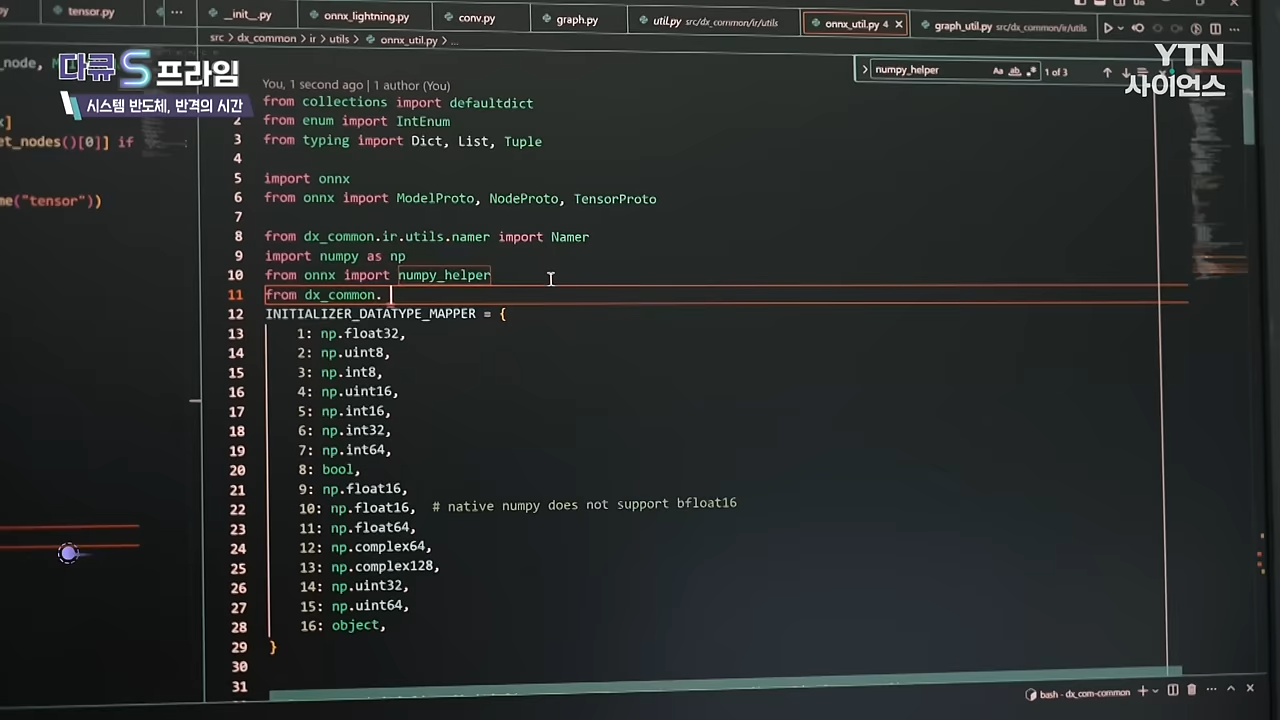 tensor.py
...
__init__.py
onnx_lightning.py
conv.py
graph.py
util.py src/dx_common/ir/utils
onnx_util.py 4
graph_util.py src/dx_common/ir/utils
src > dx_common > ir > utils > onnx_util.py > ...
numpy_helper
Aa ab
1 of 3
다큐S프라임
시스템 반도체, 반격의 시간
YTN
사이언스
_node,
x]
et_nodes()[0]] if
me("tensor"))
You, 1 second ago | 1 author (You)
from collections import defaultdict
2 from enum import IntEnum
3 from typing import Dict, List, Tuple
4
5 import onnx
6 from onnx import ModelProto, NodeProto, TensorProto
7
8 from dx_common.ir.utils.namer import Namer
9 import numpy as np
10 from onnx import numpy_helper
11 from dx_common.
12 INITIALIZER_DATATYPE_MAPPER = {
13 1: np.float32,
14 2: np.uint8,
15 3: np.int8,
16 4: np.uint16,
17 5: np.int16,
18 6: np.int32,
19 7: np.int64,
20 8: bool,
21 9: np.float16,
22 10: np.float16, # native numpy does not support bfloat16
23 11: np.float64,
24 12: np.complex64,
25 13: np.complex128,
26 14: np.uint32,
27 15: np.uint64,
28 16: object,
29 }
30
31
bash - dx_com-common